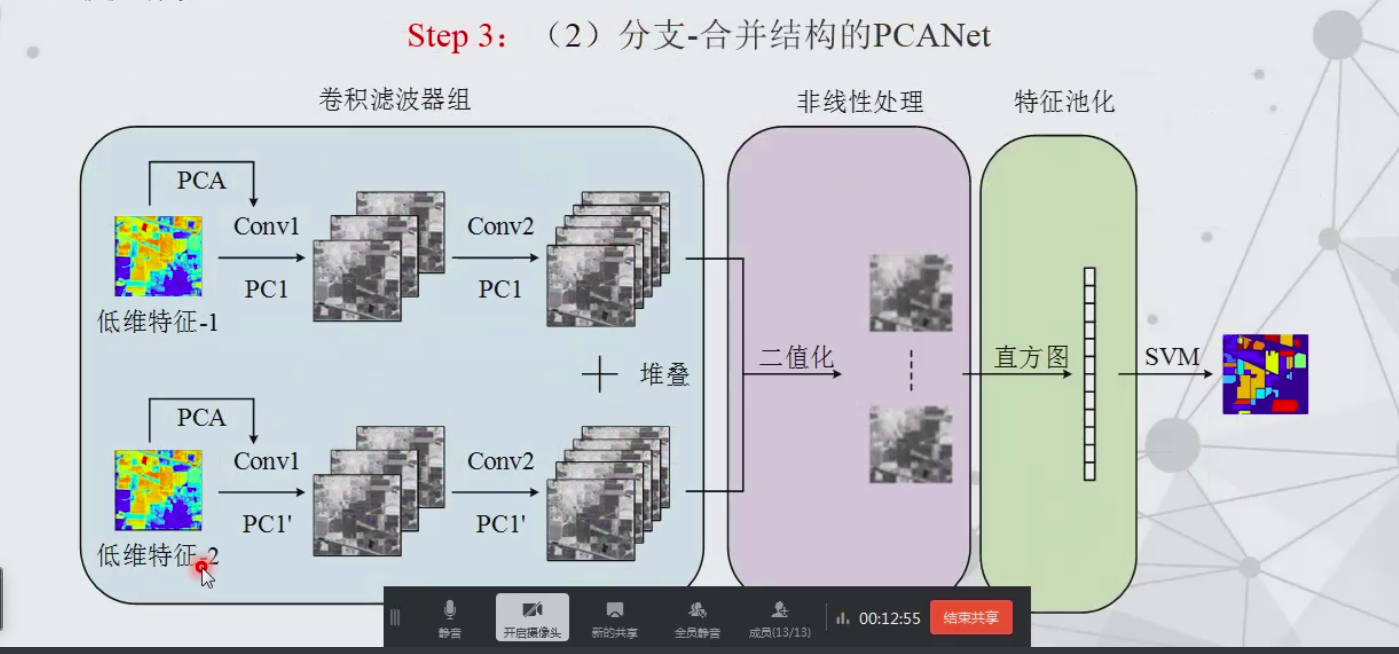 Step 3：（2）分支-合并结构的PCANet
卷积滤波器组
非线性处理
特征池化
PCA
Conv1
PC1
Conv2
PC1
低维特征-1
堆叠
PCA
Conv1
PC1'
Conv2
PC1'
低维特征-2
二值化
直方图
SVM
静音
开启摄像头
新的共享
全员静音
成员(13/13)
00:12:55
结束共享